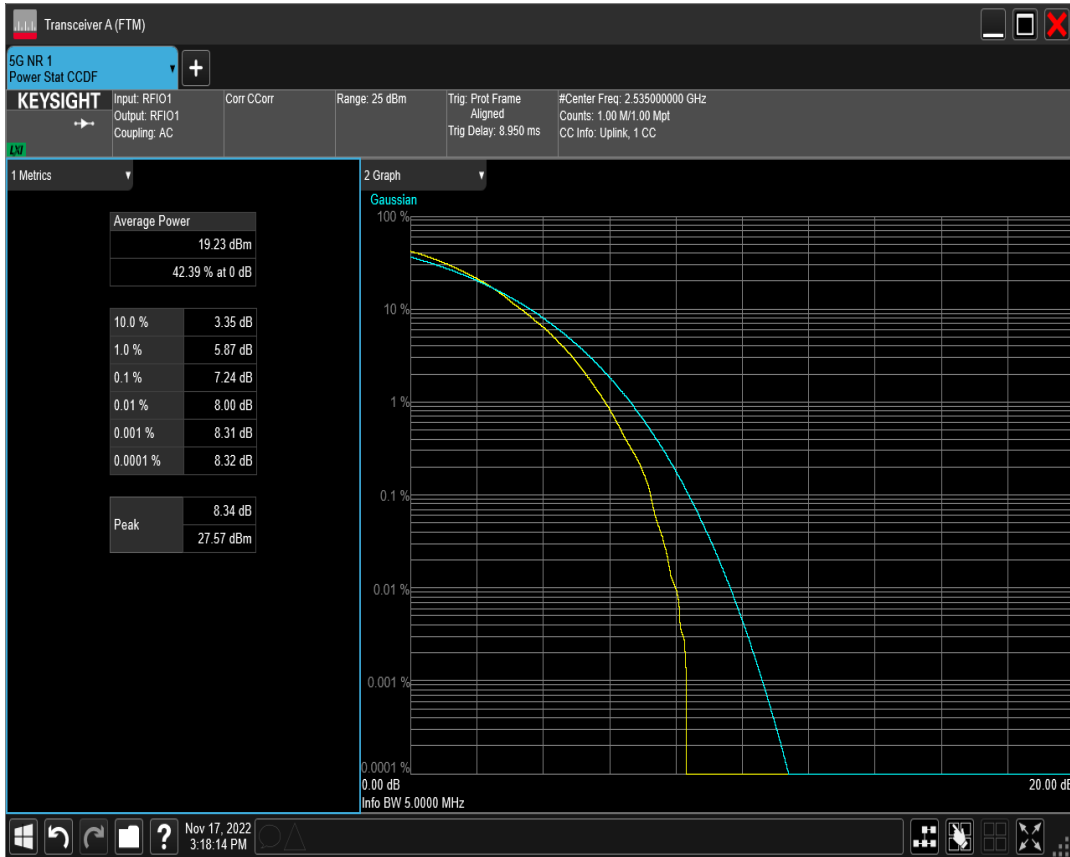 Transceiver A (FTM)
5G NR 1
Power Stat CCDF
+
KEYSIGHT
LXI
Input: RFIO1
Output: RFIO1
Coupling: AC
Corr CCorr
Range: 25 dBm
Trig: Prot Frame
Aligned
Trig Delay: 8.950 ms
#Center Freq: 2.535000000 GHz
Counts: 1.00 M/1.00 Mpt
CC Info: Uplink, 1 CC
1 Metrics
Average Power
19.23 dBm
42.39 % at 0 dB
10.0 % 3.35 dB
1.0 % 5.87 dB
0.1 % 7.24 dB
0.01 % 8.00 dB
0.001 % 8.31 dB
0.0001 % 8.32 dB
Peak 8.34 dB
27.57 dBm
2 Graph
Gaussian
100 %
10 %
1 %
0.1 %
0.01 %
0.001 %
0.0001 %
0.00 dB 20.00 dB
Info BW 5.0000 MHz
?
Nov 17, 2022
3:18:14 PM